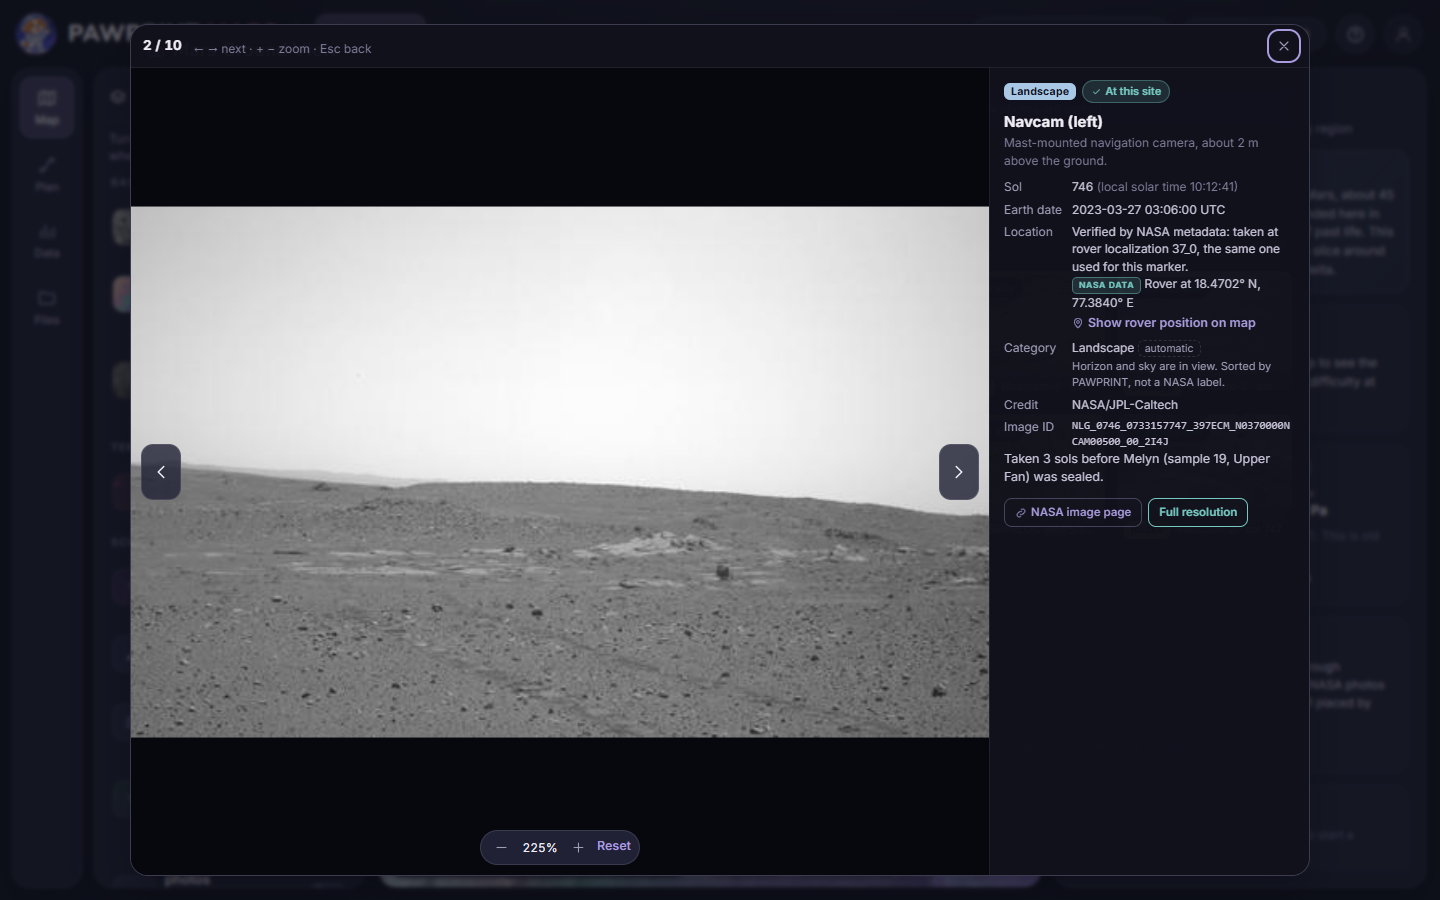 2 / 10 ← → next · + − zoom · Esc back
Landscape ✓ At this site
Navcam (left)
Mast-mounted navigation camera, about 2 m
above the ground.
Sol 746 (local solar time 10:12:41)
Earth date 2023-03-27 03:06:00 UTC
Location Verified by NASA metadata: taken at
rover localization 37_0, the same one
used for this marker.
NASA DATA Rover at 18.4702° N,
77.3840° E
Show rover position on map
Category Landscape automatic
Horizon and sky are in view. Sorted by
PAWPRINT, not a NASA label.
Credit NASA/JPL-Caltech
Image ID NLG_0746_0733157747_397ECM_N0370000N
CAM00500_00_2I4J
Taken 3 sols before Melyn (sample 19, Upper
Fan) was sealed.
NASA image page Full resolution
− 225% + Reset
Map
Plan
Data
Files
photos